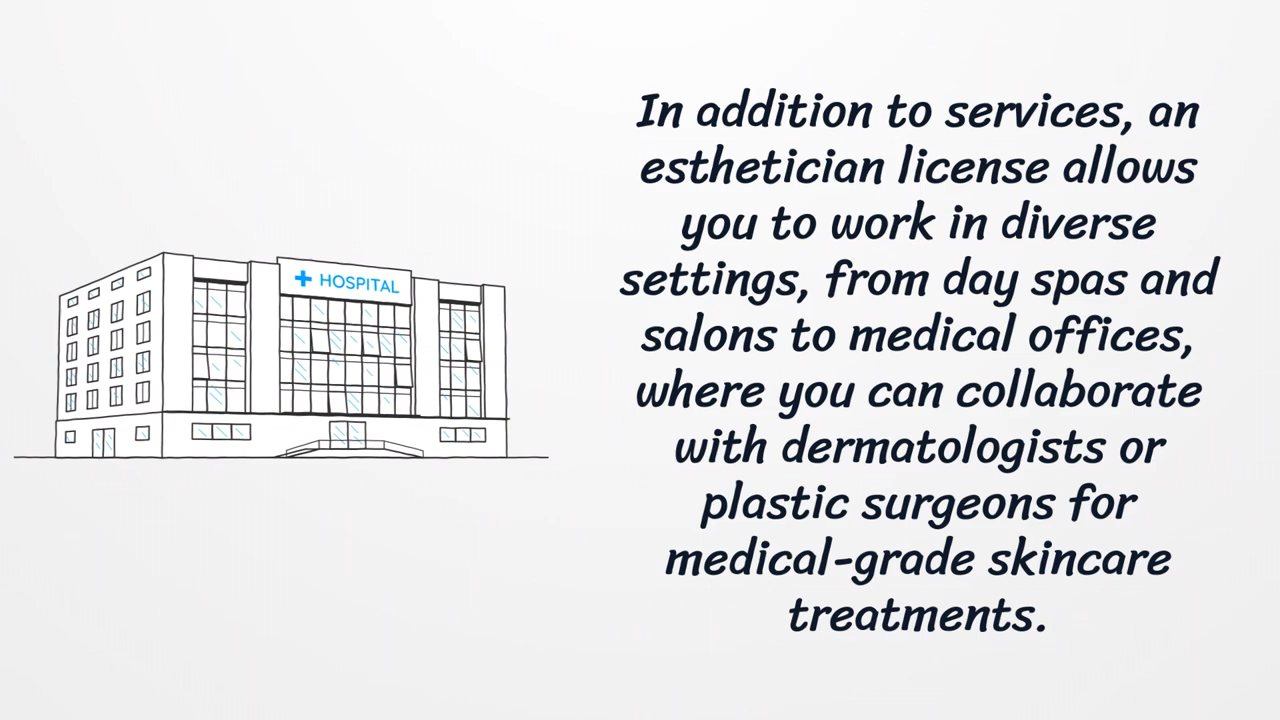 HOSPITAL
In addition to services, an
esthetician license allows
you to work in diverse
settings, from day spas and
salons to medical offices,
where you can collaborate
with dermatologists or
plastic surgeons for
medical-grade skincare
treatments.